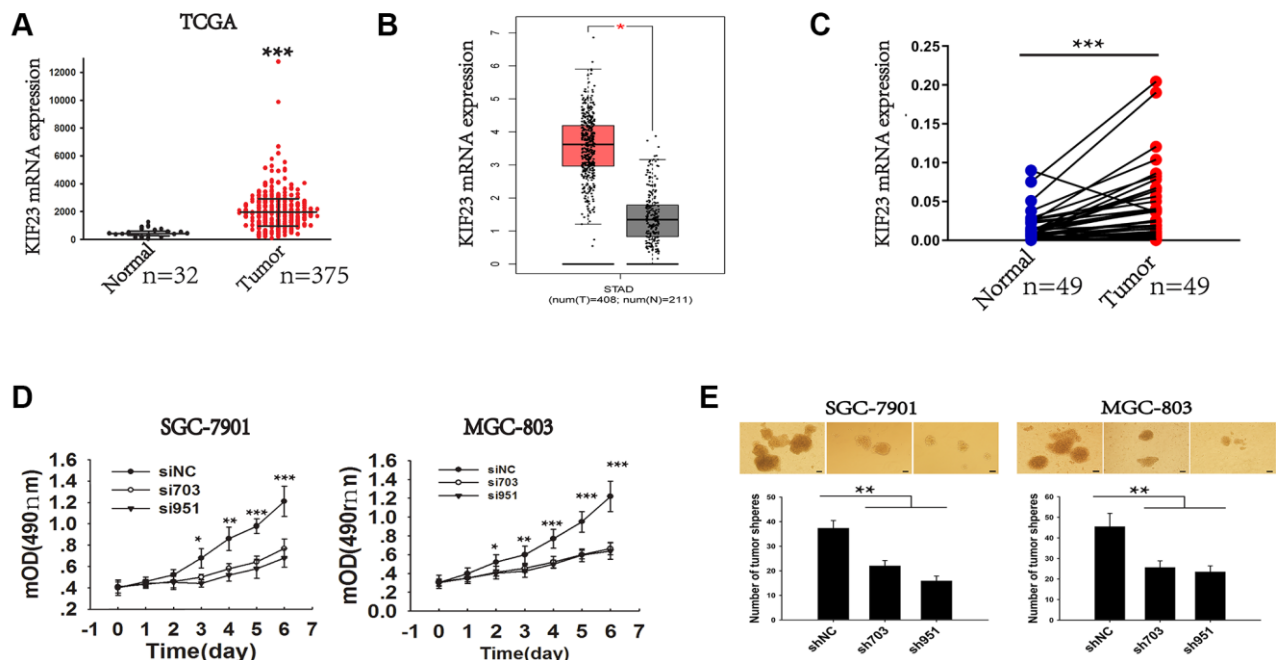 A
TCGA
***
KIF23 mRNA expression
12000
10000
8000
6000
4000
2000
0
Normal
n=32
Tumor
n=375
B
*
KIF23 mRNA expression
7
6
5
4
3
2
1
0
STAD
(num(T)=408; num(N)=211)
C
***
KIF23 mRNA expression
0.25
0.20
0.15
0.10
0.05
0.00
Normal
n=49
Tumor
n=49
D
SGC-7901
mOD(490nm)
1.6
1.4
1.2
1.0
.8
.6
.4
.2
siNC
si703
si951
* ** *** ***
-1 0 1 2 3 4 5 6 7
Time(day)
MGC-803
mOD(490rnn)
1.6
1.4
1.2
1.0
0.8
0.6
0.4
0.2
0.0
siNC
si703
si951
* ** *** *** ***
-1 0 1 2 3 4 5 6 7
Time(day)
E
SGC-7901
Number of tumor shperes
50
40
30
20
10
0
**
shNC
sh703
sh951
MGC-803
Number of tumor shperes
60
50
40
30
20
10
0
**
shNC
sh703
sh951